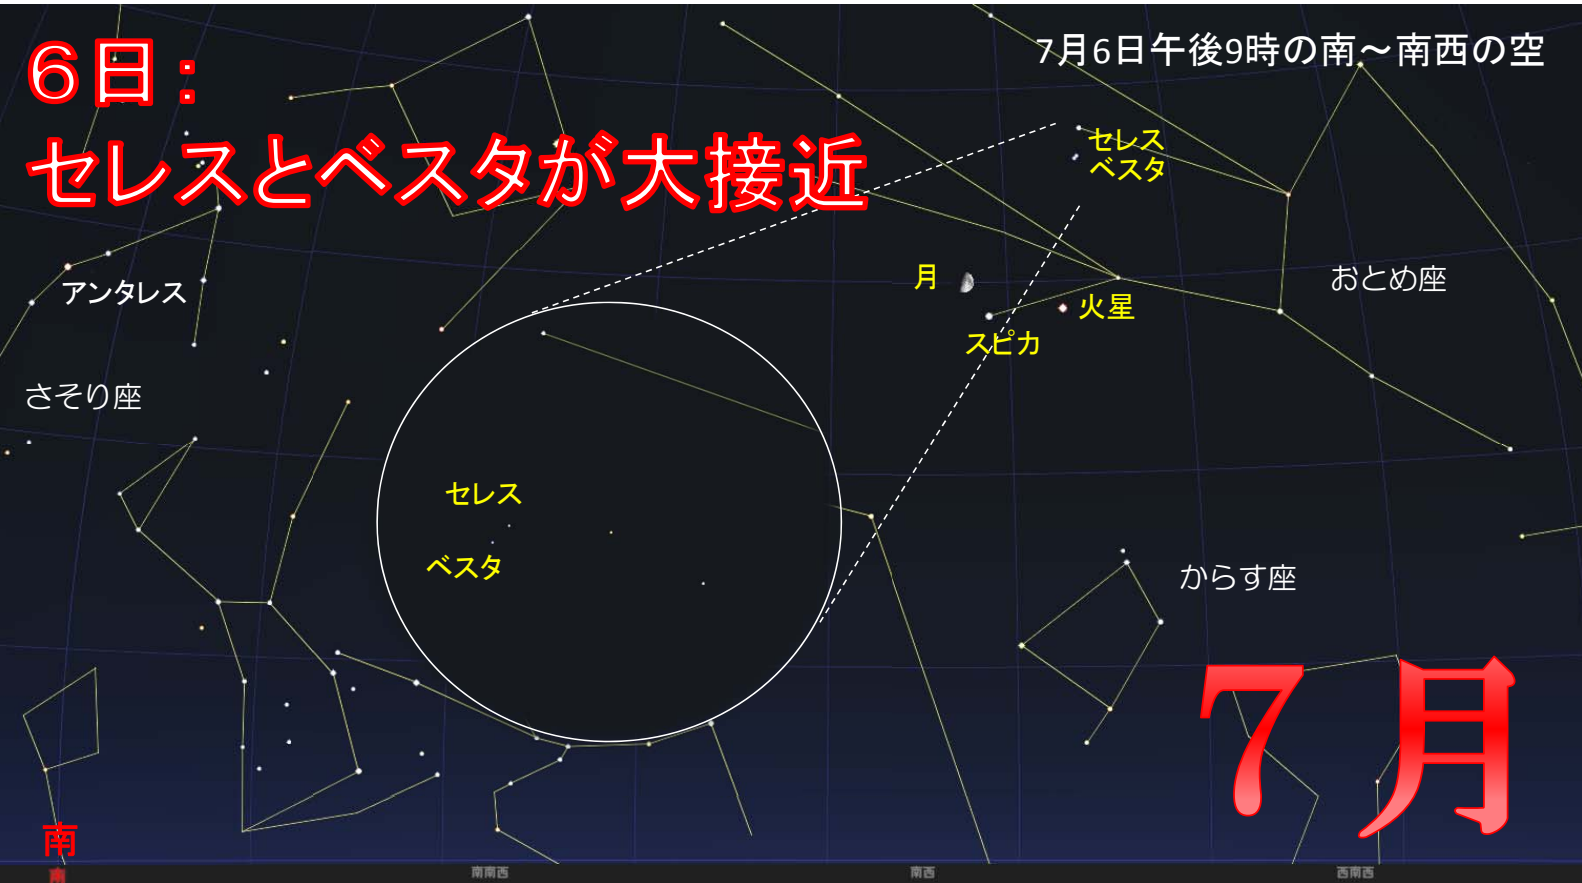 6日：
セレスとベスタが大接近
7月6日午後9時の南～南西の空
セレス
ベスタ
月
火星
スピカ
おとめ座
アンタレス
さそり座
セレス
ベスタ
からす座
7月
南
南
南南西
南西
西南西